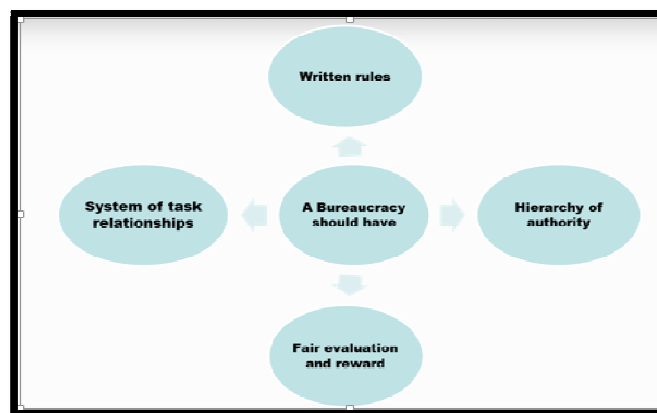 Written rules
System of task
relationships
A Bureaucracy
should have
Hierarchy of
authority
Fair evaluation
and reward